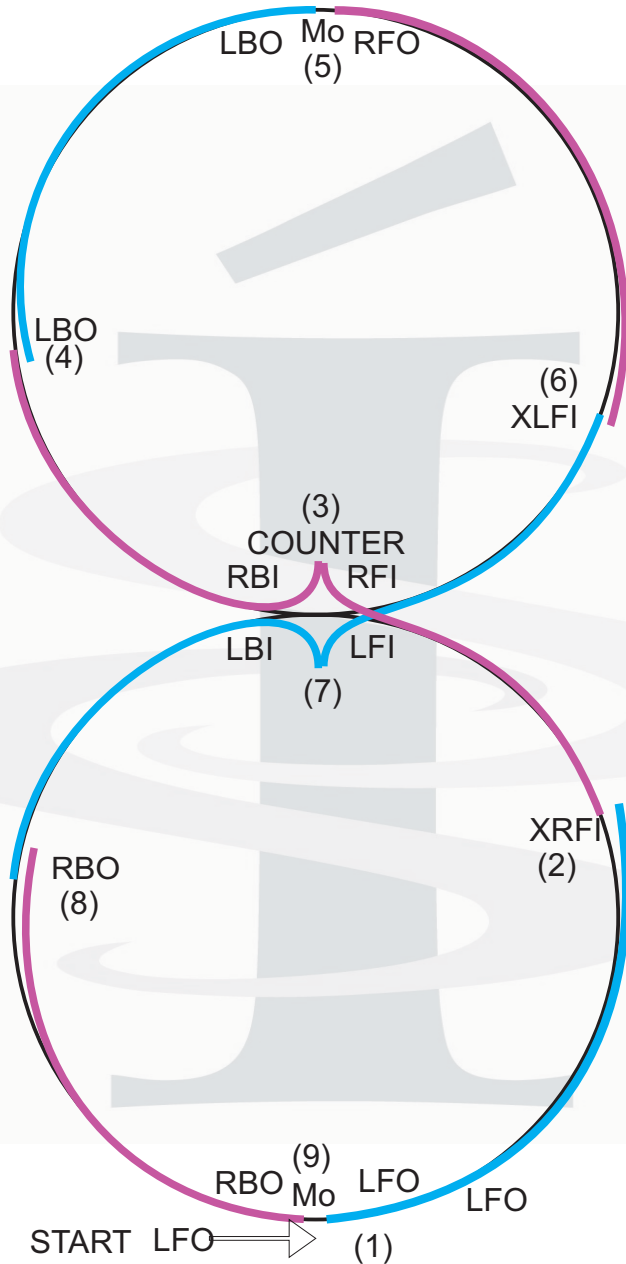 LBO Mo RFO
(5)
LBO
(4)
(6)
XLFI
(3)
COUNTER
RBI RFI
LBI LFI
(7)
XRFI
(2)
RBO
(8)
(9)
RBO Mo LFO
LFO
START LFO
(1)